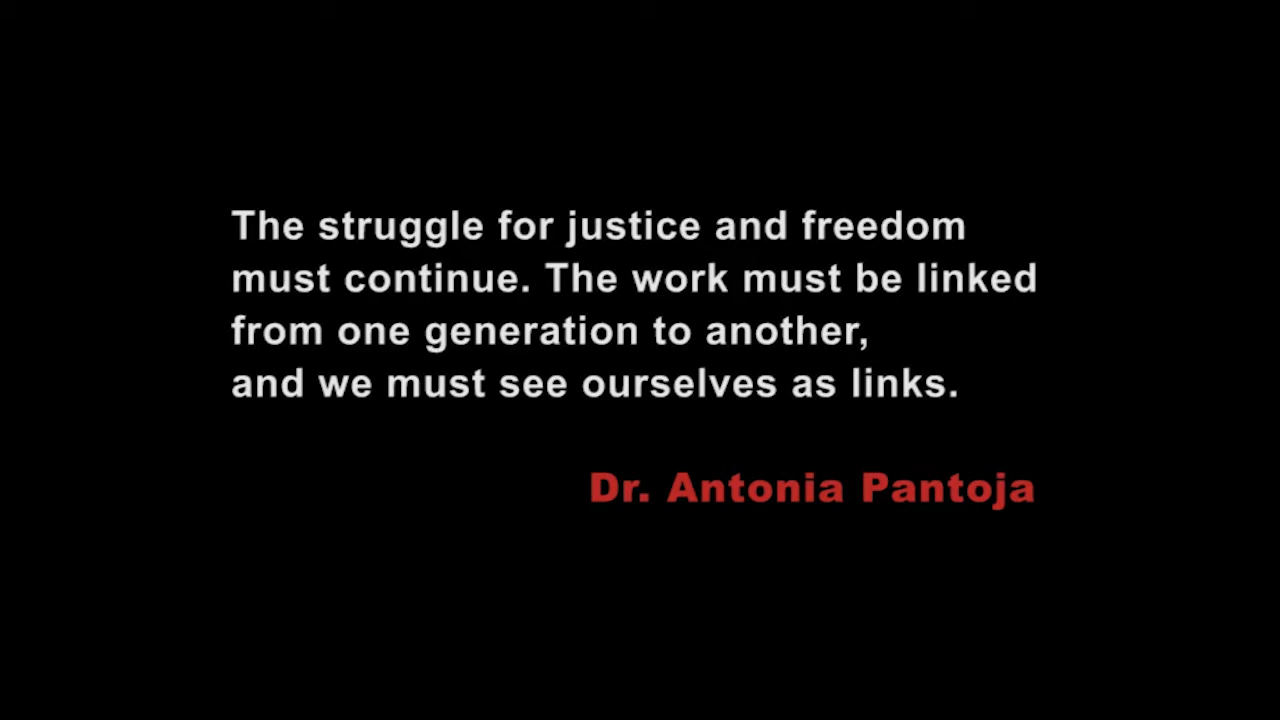 The struggle for justice and freedom
must continue. The work must be linked
from one generation to another,
and we must see ourselves as links.
Dr. Antonia Pantoja